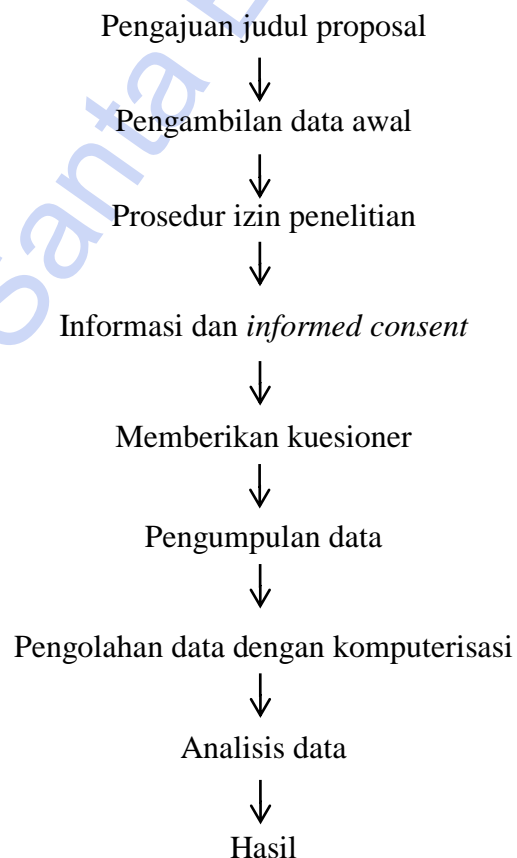 Pengajuan judul proposal
Pengambilan data awal
Prosedur izin penelitian
Informasi dan informed consent
Memberikan kuesioner
Pengumpulan data
Pengolahan data dengan komputerisasi
Analisis data
Hasil
Santa